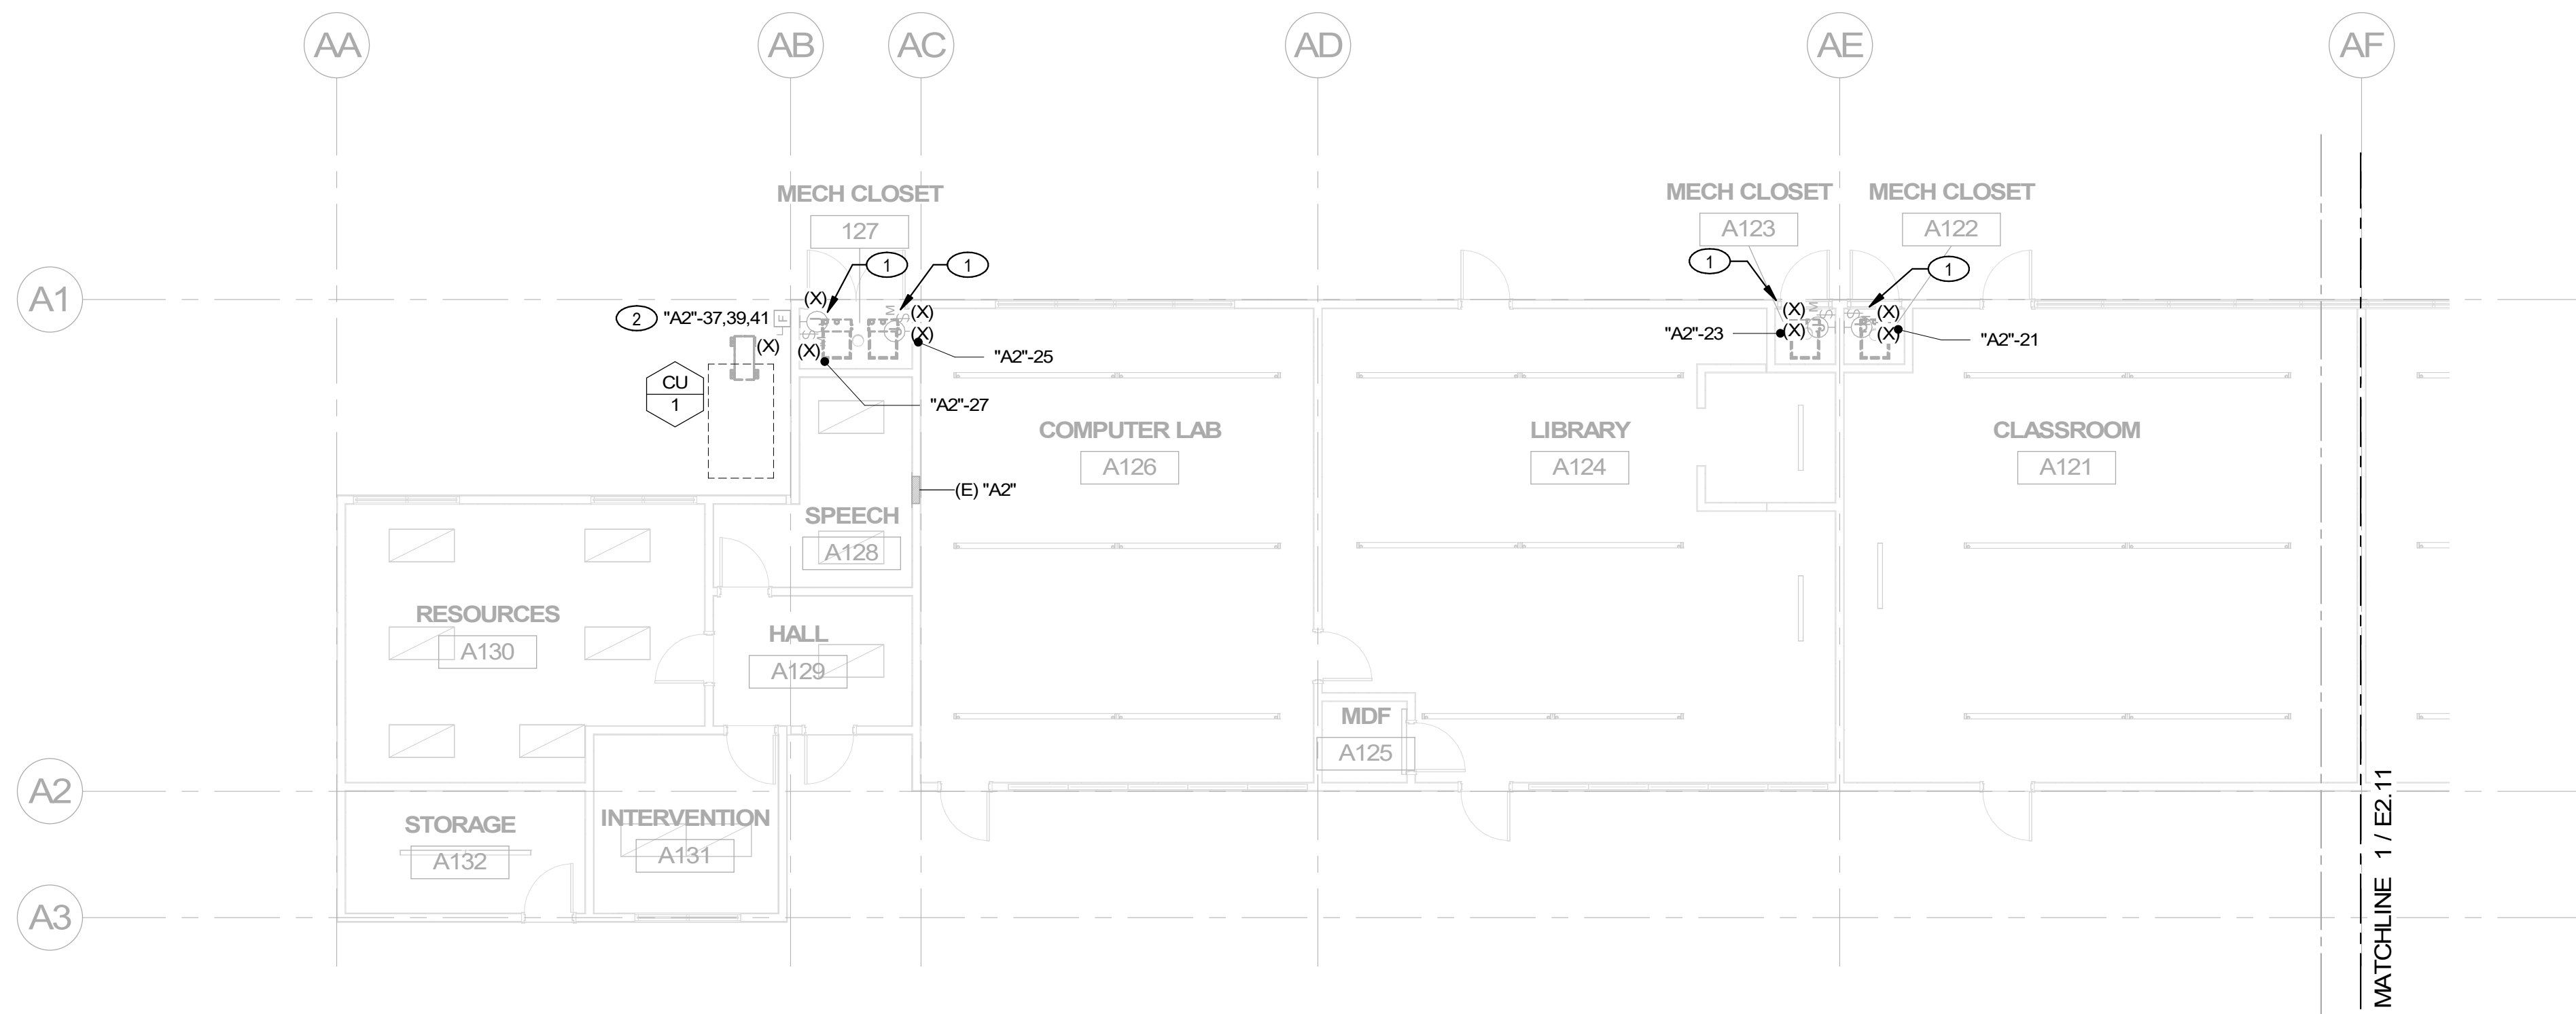 AA
AB
AC
AD
AE
AF
MECH CLOSET
127
MECH CLOSET
A123
MECH CLOSET
A122
1
1
1
1
A1
(X)
(X)
(X)
(X)
(X)
(X)
(X)
(X)
(X)
M
S
S
M
S
S
2
"A2"-37,39,41
F
"A2"-25
"A2"-23
"A2"-21
CU
1
"A2"-27
COMPUTER LAB
A126
LIBRARY
A124
CLASSROOM
A121
(E) "A2"
SPEECH
A128
RESOURCES
A130
HALL
A129
MDF
A125
A2
STORAGE
A132
INTERVENTION
A131
A3
MATCHLINE 1 / E2.11